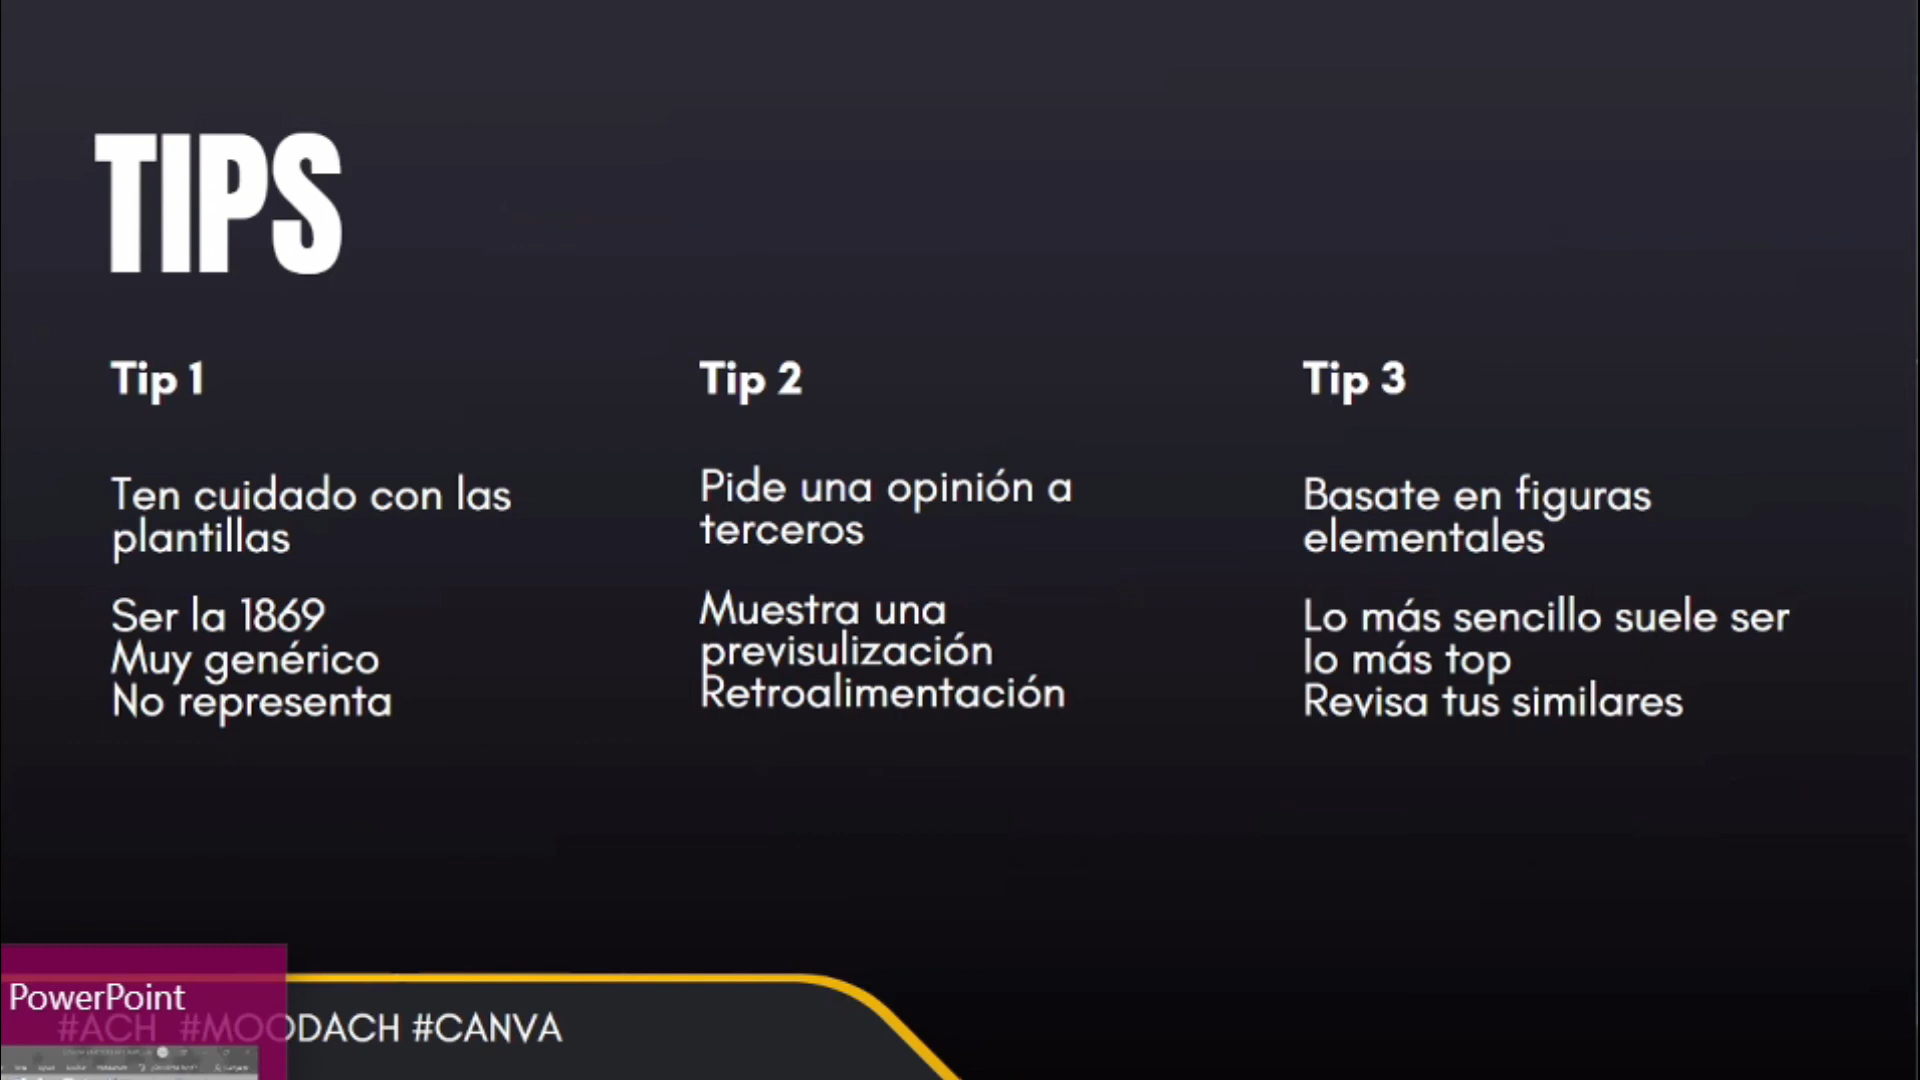 TIPS
Tip 1
Ten cuidado con las
plantillas
Ser la 1869
Muy genérico
No representa
Tip 2
Pide una opinión a
terceros
Muestra una
previsulización
Retroalimentación
Tip 3
Basate en figuras
elementales
Lo más sencillo suele ser
lo más top
Revisa tus similares
PowerPoint
#ACH #MOODACH #CANVA